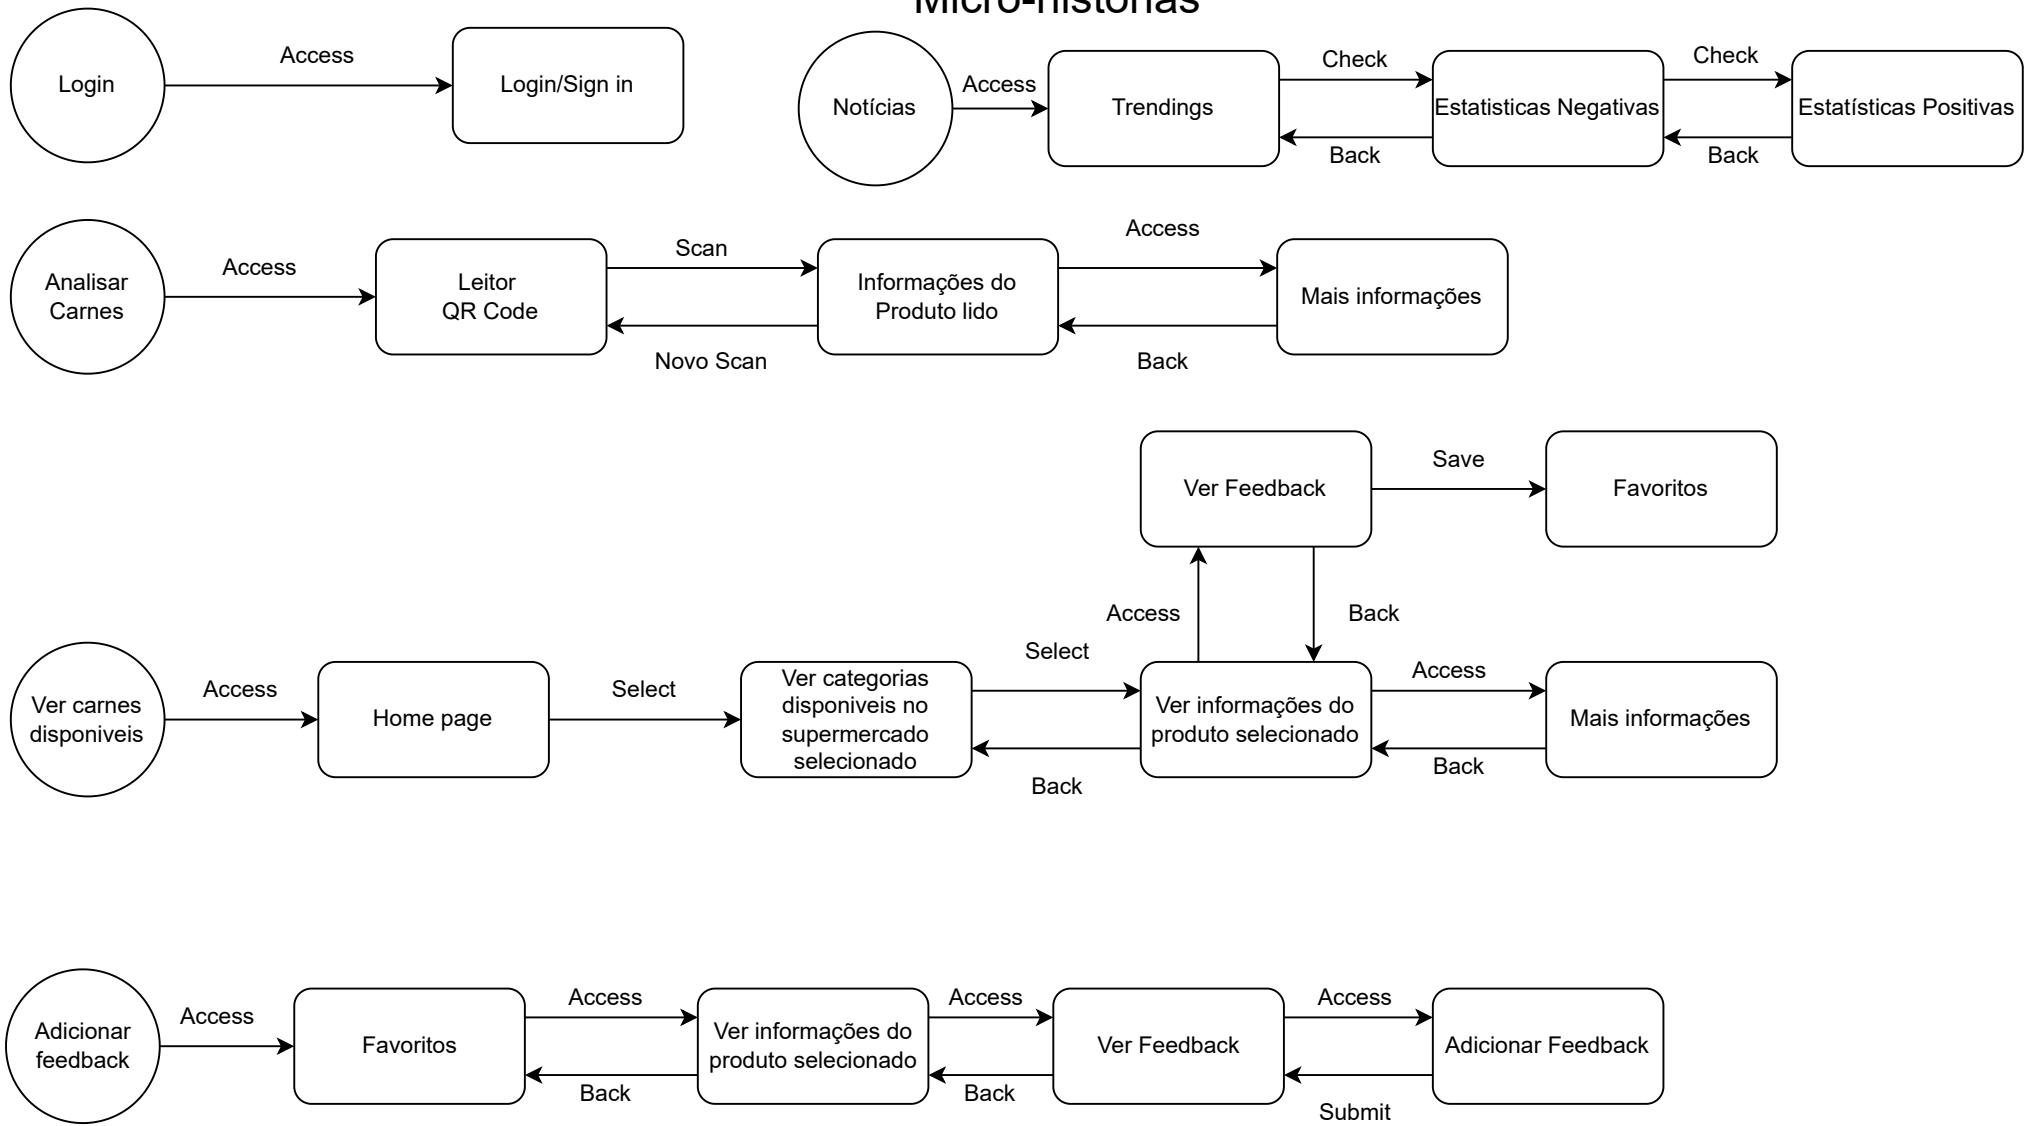 Micro-histórias
Login
Access
Login/Sign in
Notícias
Access
Trendings
Check
Back
Estatisticas Negativas
Check
Back
Estatísticas Positivas
Analisar
Carnes
Access
Leitor
QR Code
Scan
Novo Scan
Informações do
Produto lido
Access
Back
Mais informações
Ver Feedback
Save
Favoritos
Access
Back
Ver carnes
disponiveis
Access
Home page
Select
Ver categorias
disponiveis no
supermercado
selecionado
Select
Back
Ver informações do
produto selecionado
Access
Back
Mais informações
Adicionar
feedback
Access
Favoritos
Access
Back
Ver informações do
produto selecionado
Access
Back
Ver Feedback
Access
Submit
Adicionar Feedback